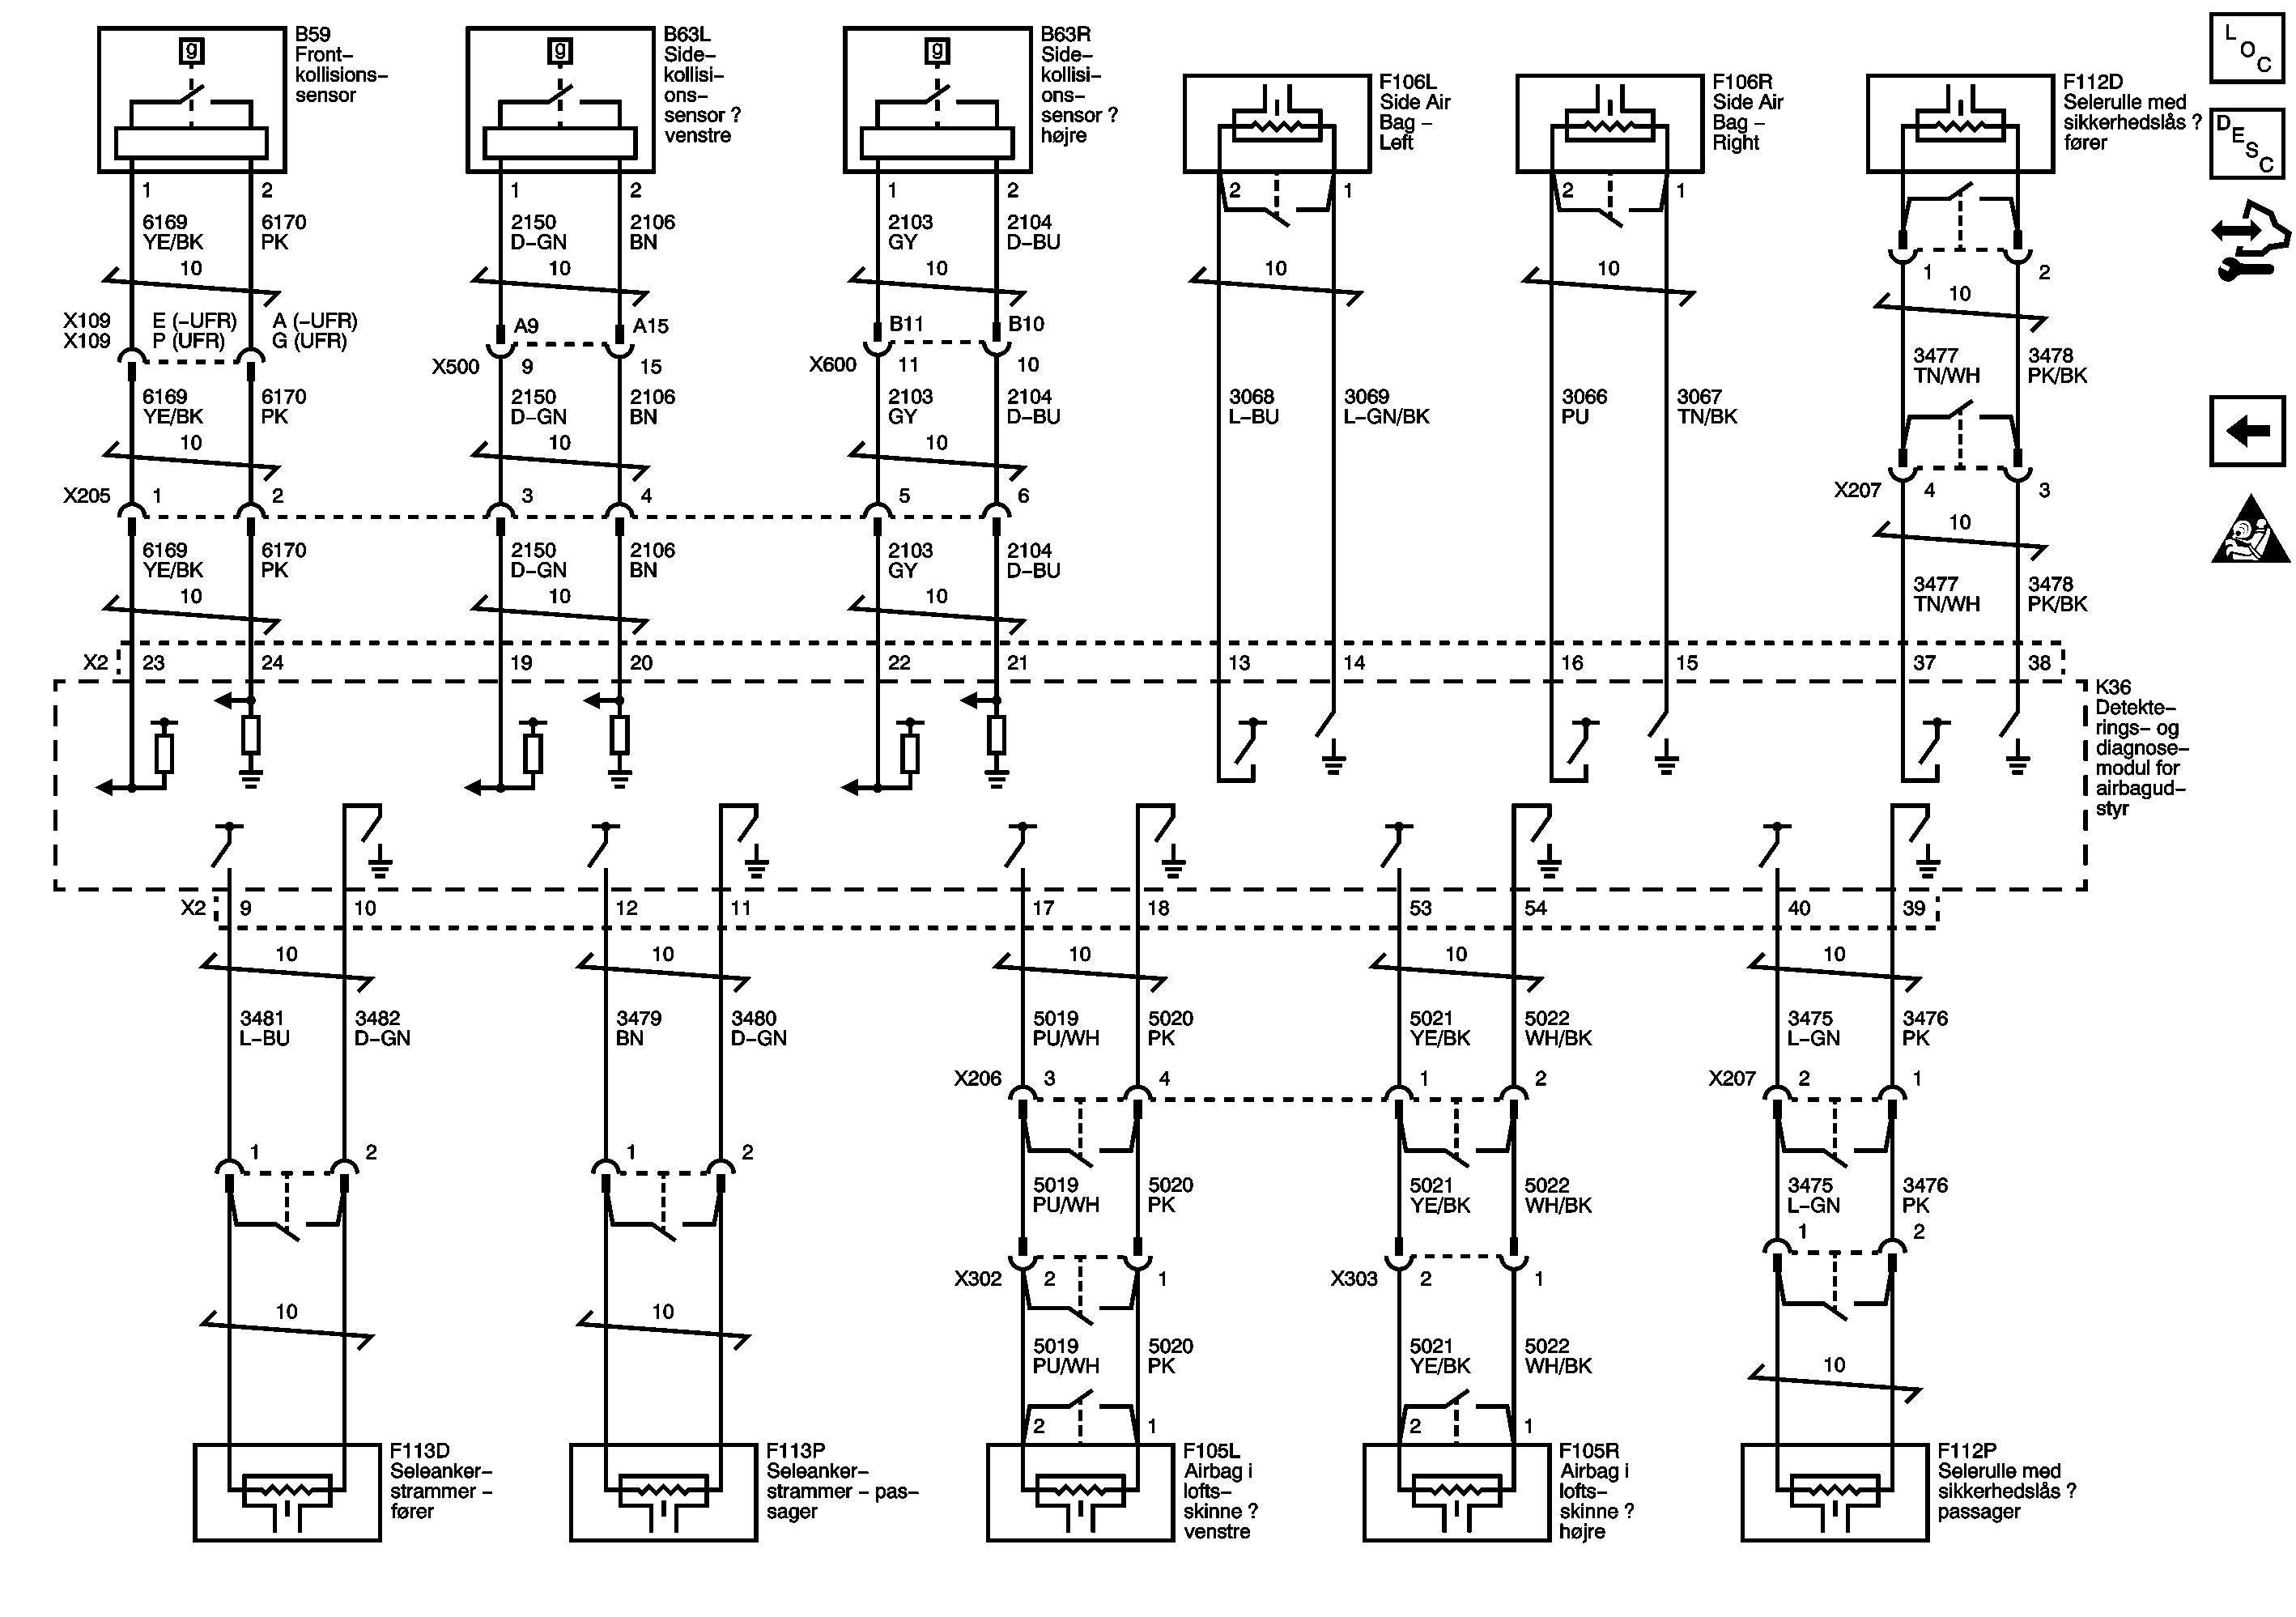 B59
Front–
kollisions–
sensor
g
B63L
Side–
kollisi–
ons–
sensor ?
venstre
g
B63R
Side–
kollisi–
ons–
sensor ?
højre
g
F106L
Side Air
Bag –
Left
F106R
Side Air
Bag –
Right
F112D
Selerulle med
sikkerhedslås ?
fører
L O C
D E S C
1 2 1 2 1 2 2 1 2 1
6169 6170 2150 2106 2103 2104
YE/BK PK D–GN BN GY D–BU
1 2
10 10 10 10 10 10
X109 E (–UFR) A (–UFR)
X109 P (UFR) G (UFR)
A9 A15 B11 B10
X500 9 15 X600 11 10
3477 3478
TN/WH PK/BK
6169 6170 2150 2106 2103 2104 3068 3069 3066 3067
YE/BK PK D–GN BN GY D–BU L–BU L–GN/BK PU TN/BK
10 10 10
X205 1 2 3 4 5 6 X207 4 3
10
6169 6170 2150 2106 2103 2104
YE/BK PK D–GN BN GY D–BU
3477 3478
TN/WH PK/BK
10 10 10
X2 23 24 19 20 22 21 13 14 16 15 37 38
K36
Detekte–
rings– og
diagnose–
modul for
airbagud–
styr
X2 9 10 12 11 17 18 53 54 40 39
10 10 10 10 10
3481 3482 3479 3480 5019 5020 5021 5022 3475 3476
L–BU D–GN BN D–GN PU/WH PK YE/BK WH/BK L–GN PK
X206 3 4 1 2 X207 2 1
1 2 1 2
5019 5020 5021 5022 3475 3476
PU/WH PK YE/BK WH/BK L–GN PK
1 2
X302 2 1 X303 2 1
10 10
5019 5020 5021 5022
PU/WH PK YE/BK WH/BK
10
2 1 2 1
F113D
Seleanker–
strammer –
fører
F113P
Seleanker–
strammer – pas–
sager
F105L
Airbag i
lofts–
skinne ?
venstre
F105R
Airbag i
lofts–
skinne ?
højre
F112P
Selerulle med
sikkerhedslås ?
passager